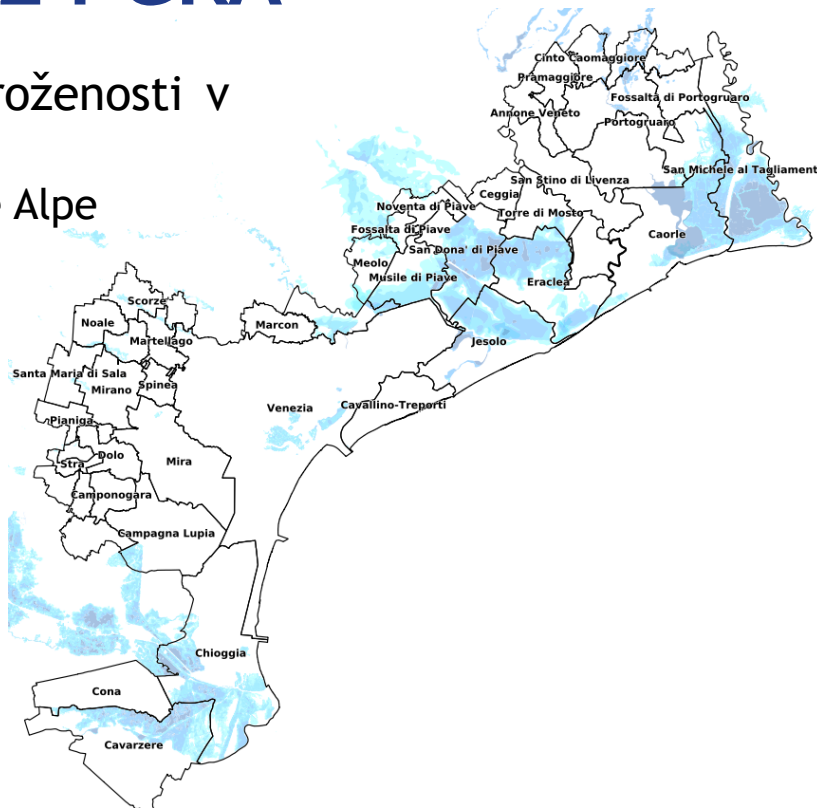 roženosti v
Alpe
Cinto Caomaggiore
Pramaggiore
Fossalta di Portogruaro
Annone Veneto
Portogruaro
San Michele al Tagliament
San Stino di Livenza
Ceggia
Noventa di Piave
Torre di Mosto
Fossalta di Piave
Caorle
San Dona' di Piave
Meolo
Musile di Piave
Eraclea
Scorze
Noale
Marcon
Martellago
Jesolo
Santa Maria di Sala
Mirano
Spinea
Venezia
Cavallino-Treporti
Pianiga
Dolo
Stra
Mira
Camponogara
Campagna Lupia
Chioggia
Cona
Cavarzere